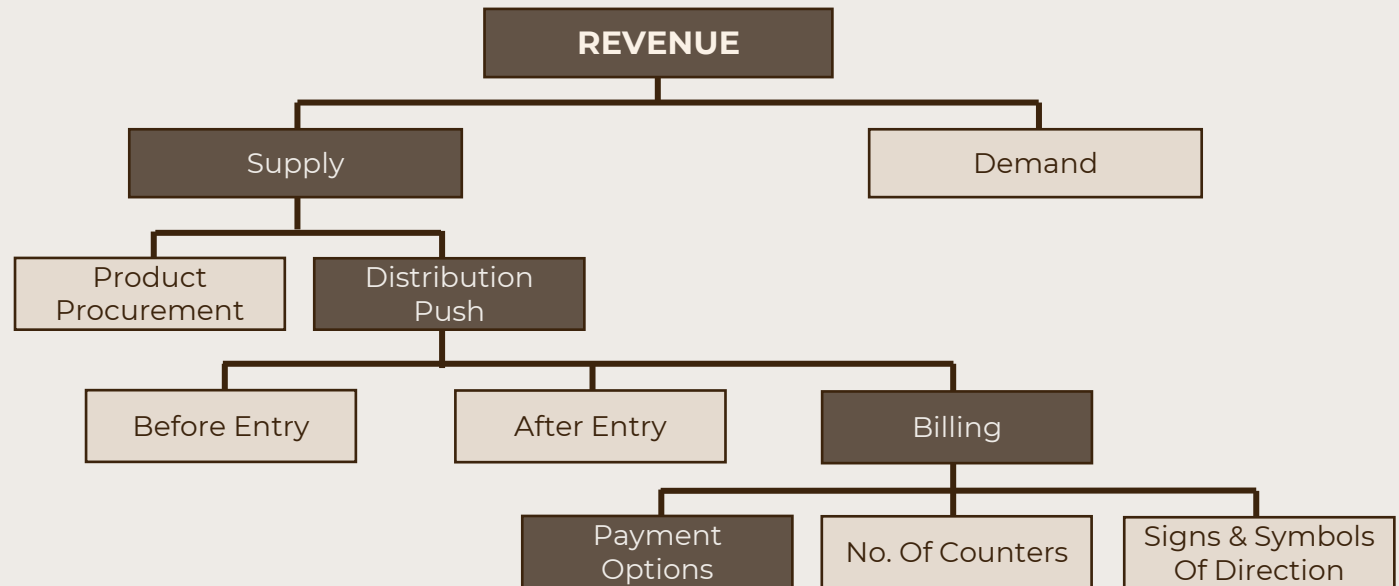 REVENUE
Supply
Demand
Product
Procurement
Distribution
Push
Before Entry
After Entry
Billing
Payment
Options
No. Of Counters
Signs & Symbols
Of Direction